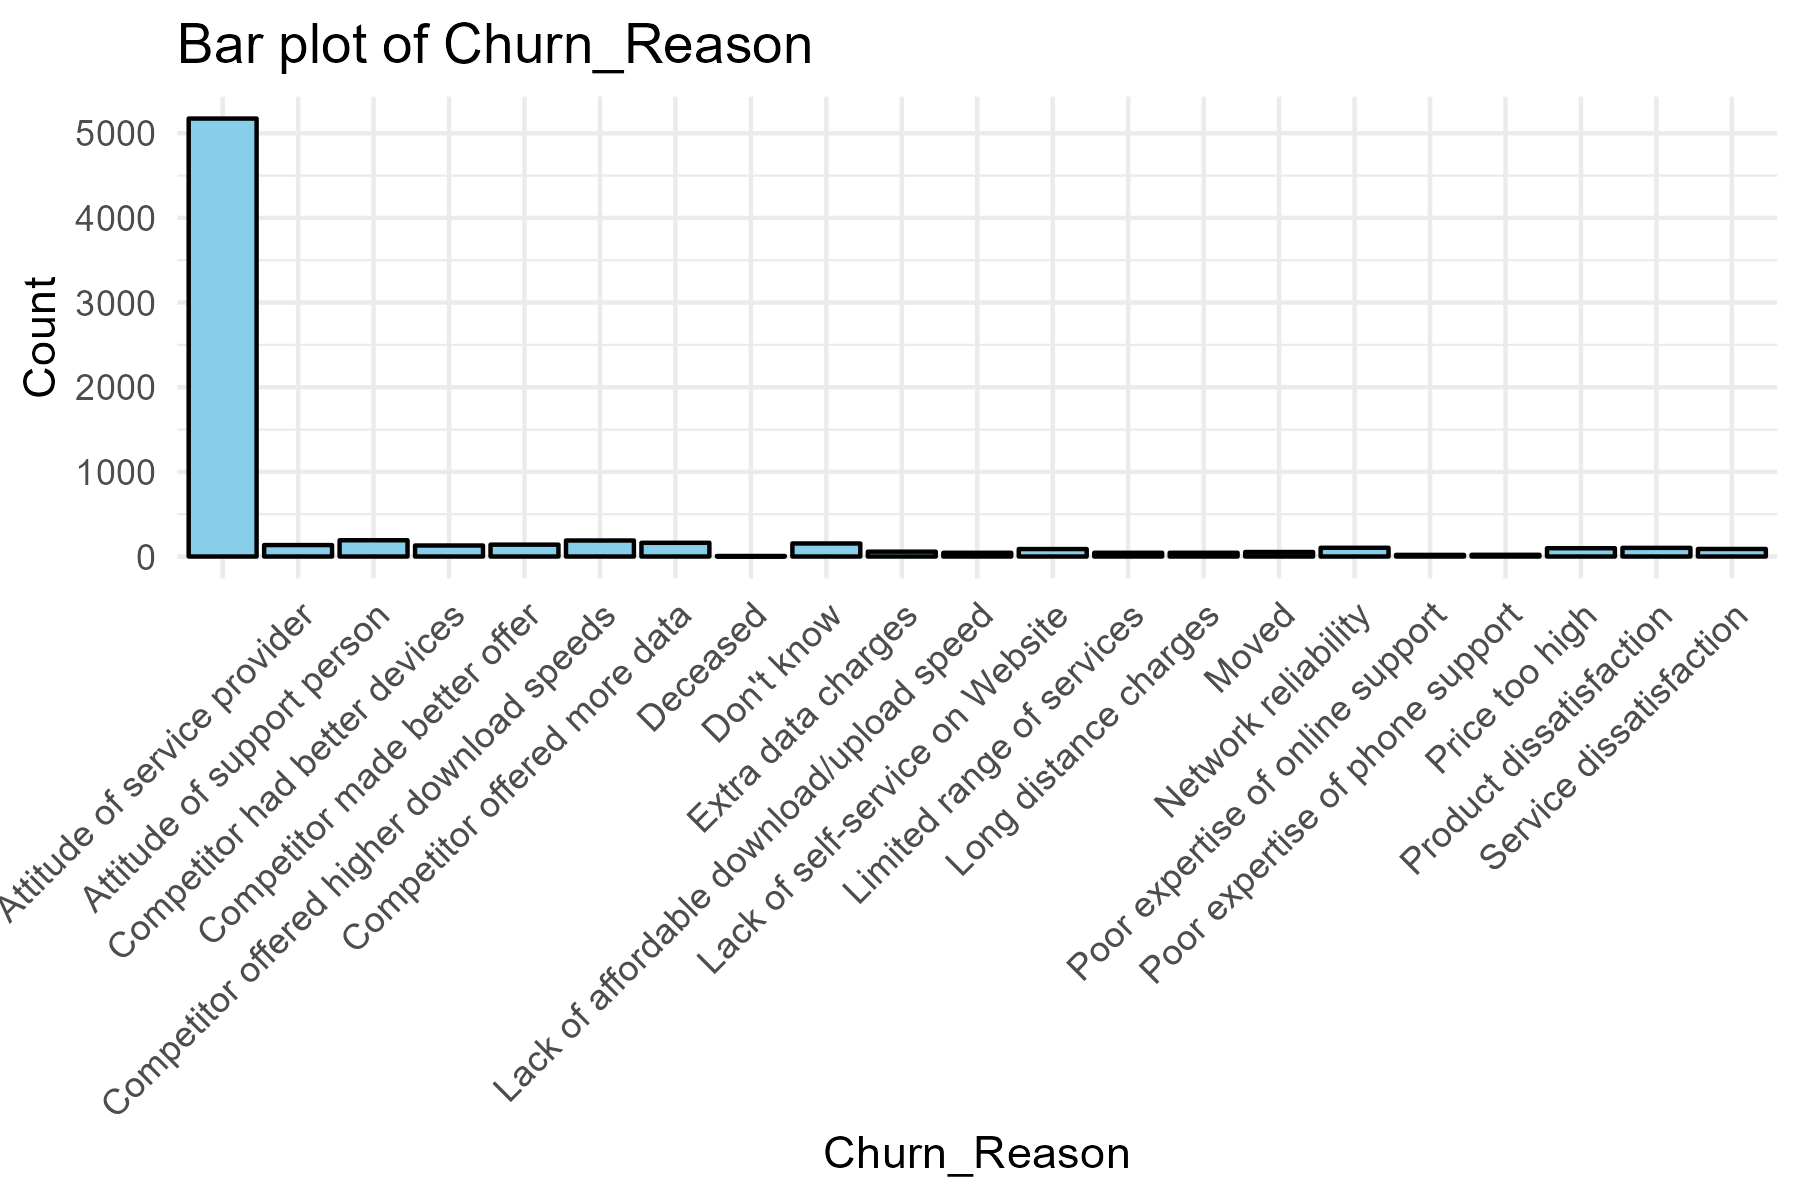 Bar plot of Churn_Reason
Count
5000
4000
3000
2000
1000
0
Attitude of service provider
Attitude of support person
Competitor had better devices
Competitor made better offer
Competitor offered higher download speeds
Competitor offered more data
Deceased
Don't know
Extra data charges
Lack of affordable download/upload speed
Lack of self-service on Website
Limited range of services
Long distance charges
Moved
Network reliability
Poor expertise of online support
Poor expertise of phone support
Price too high
Product dissatisfaction
Service dissatisfaction
Churn_Reason